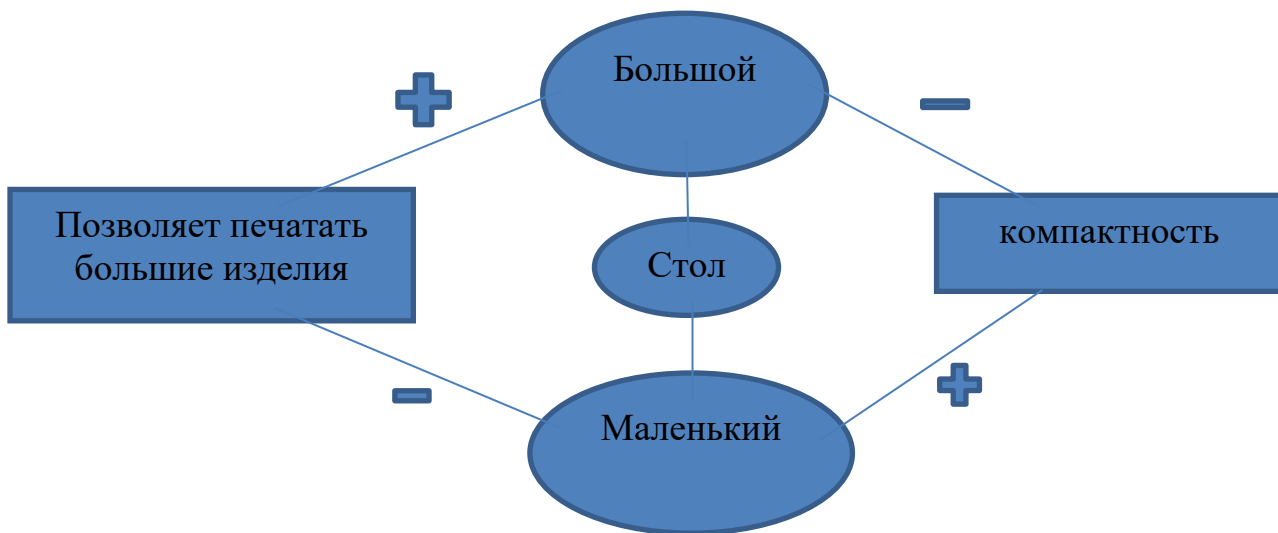 Большой
Позволяет печатать
большие изделия
компактность
Стол
Маленький